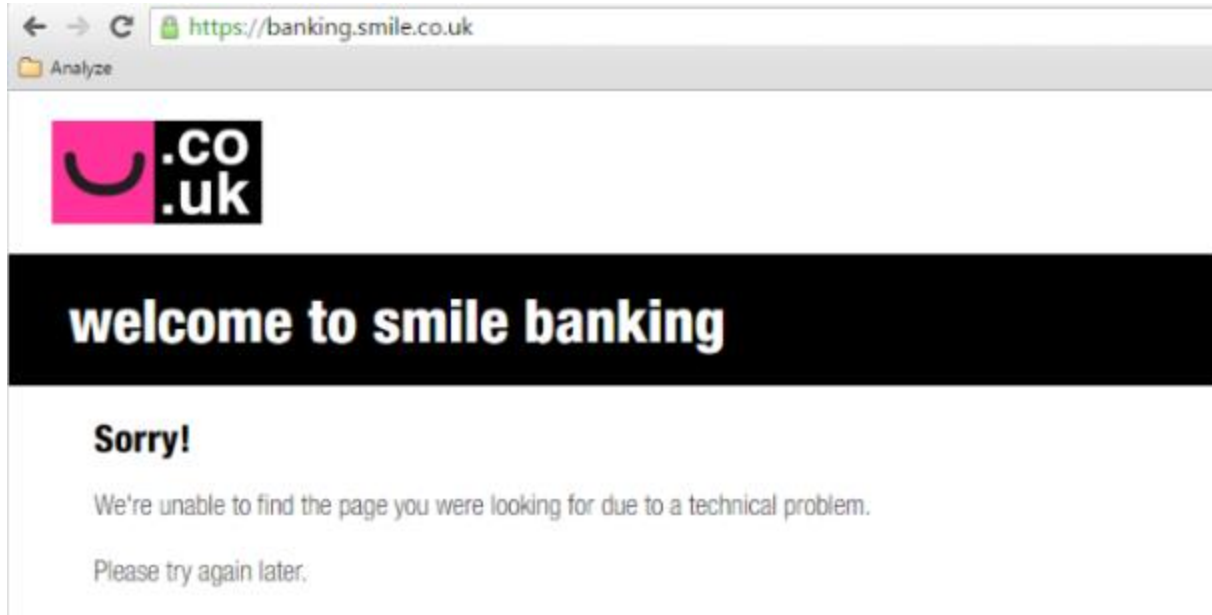 https://banking.smile.co.uk
Analyze
.co
.uk
welcome to smile banking
Sorry!
We're unable to find the page you were looking for due to a technical problem.
Please try again later.